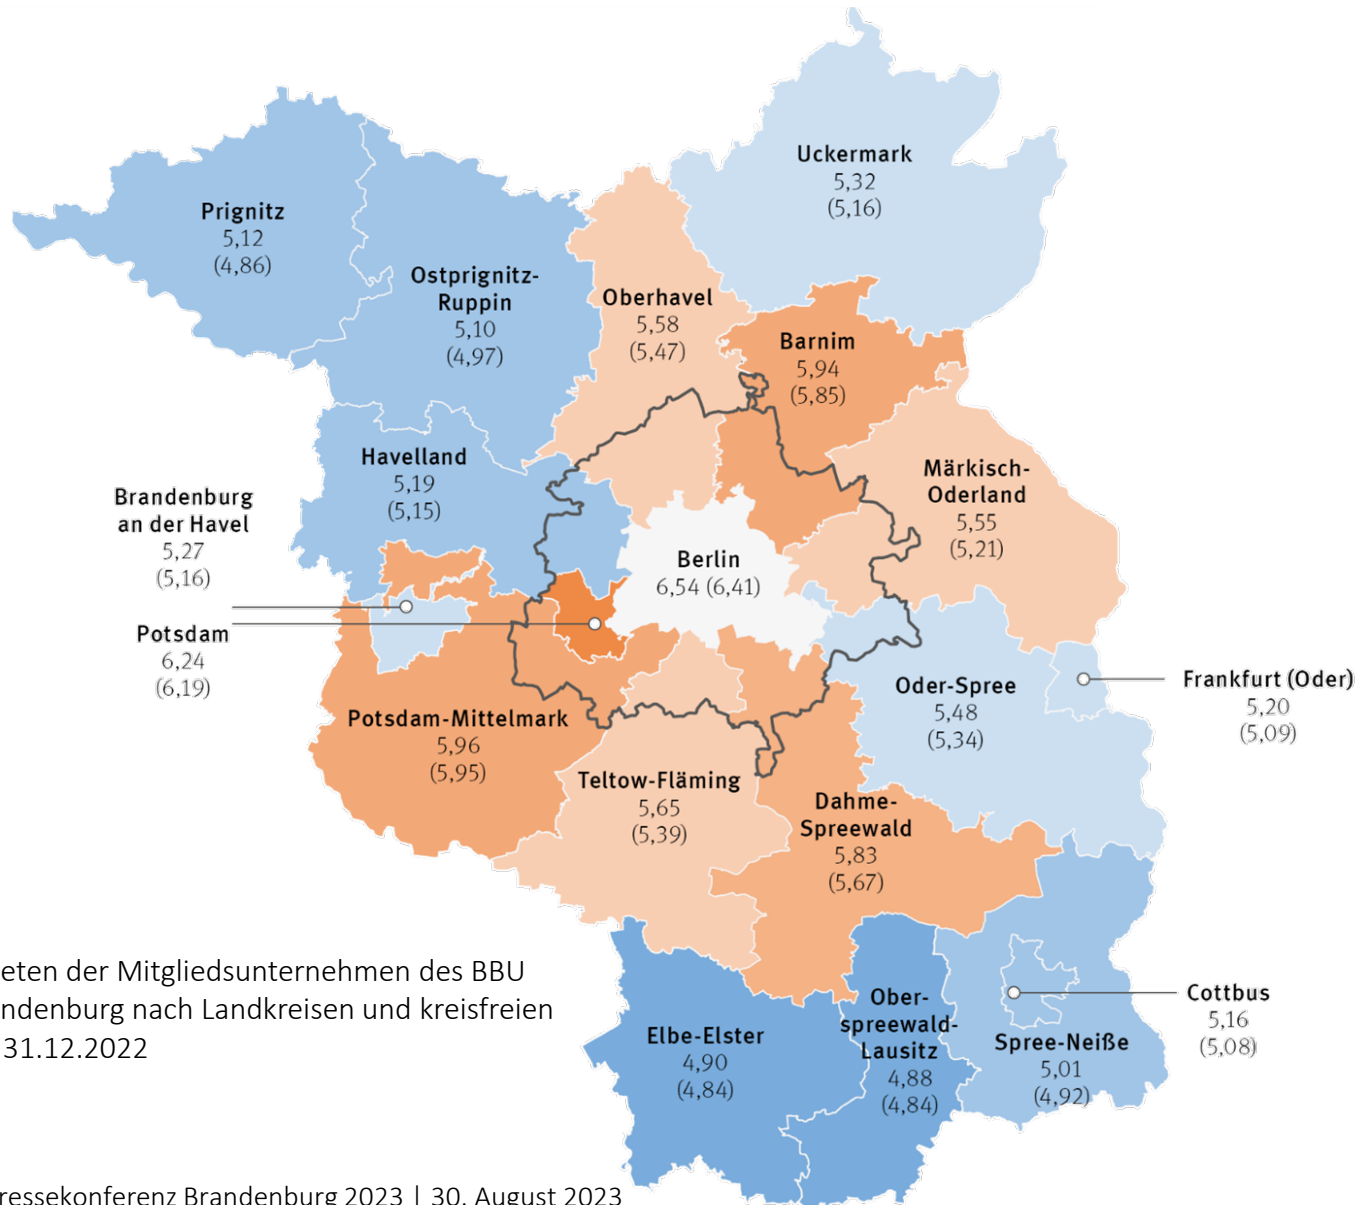 Uckermark
5,32
(5,16)
Prignitz
5,12
(4,86)
Ostprignitz-
Ruppin
5,10
(4,97)
Oberhavel
5,58
(5,47)
Barnim
5,94
(5,85)
Havelland
5,19
(5,15)
Märkisch-
Oderland
5,55
(5,21)
Brandenburg
an der Havel
5,27
(5,16)
Berlin
6,54 (6,41)
Potsdam
6,24
(6,19)
Oder-Spree
5,48
(5,34)
Frankfurt (Oder)
5,20
(5,09)
Potsdam-Mittelmark
5,96
(5,95)
Teltow-Fläming
5,65
(5,39)
Dahme-
Spreewald
5,83
(5,67)
eten der Mitgliedsunternehmen des BBU
ndenburg nach Landkreisen und kreisfreien
31.12.2022
Elbe-Elster
4,90
(4,84)
Ober-
spreewald-
Lausitz
4,88
(4,84)
Spree-Neiße
5,01
(4,92)
Cottbus
5,16
(5,08)
ressekonferenz Brandenburg 2023 | 30. August 2023